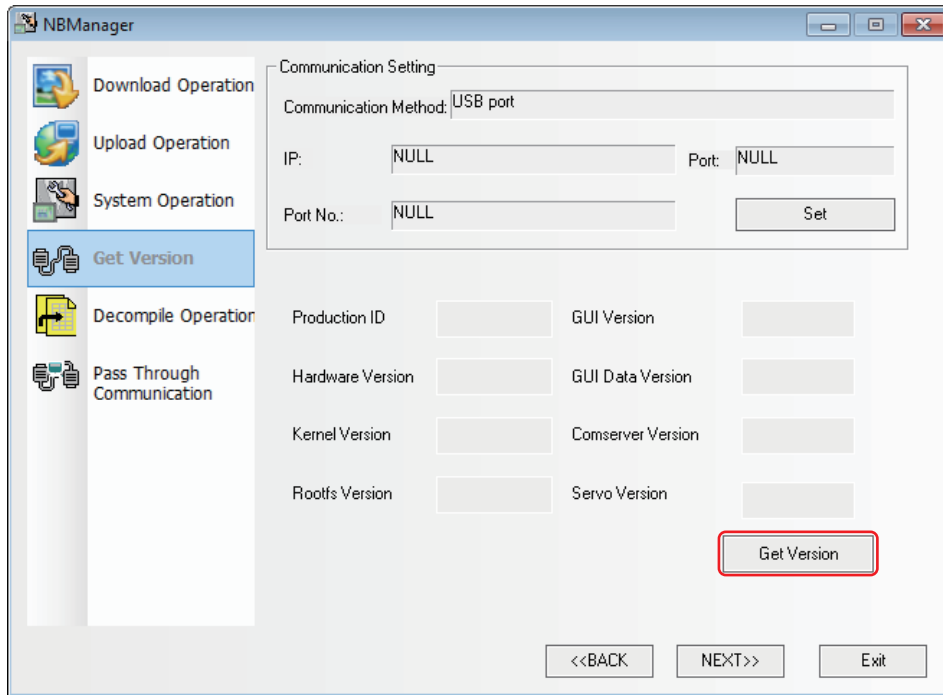 NBManager
Download Operation
Upload Operation
System Operation
Get Version
Decompile Operation
Pass Through
Communication
Communication Setting
Communication Method: USB port
IP: NULL Port: NULL
Port No.: NULL Set
Production ID GUI Version
Hardware Version GUI Data Version
Kernel Version Comserver Version
Rootfs Version Servo Version
Get Version
<<BACK NEXT>> Exit